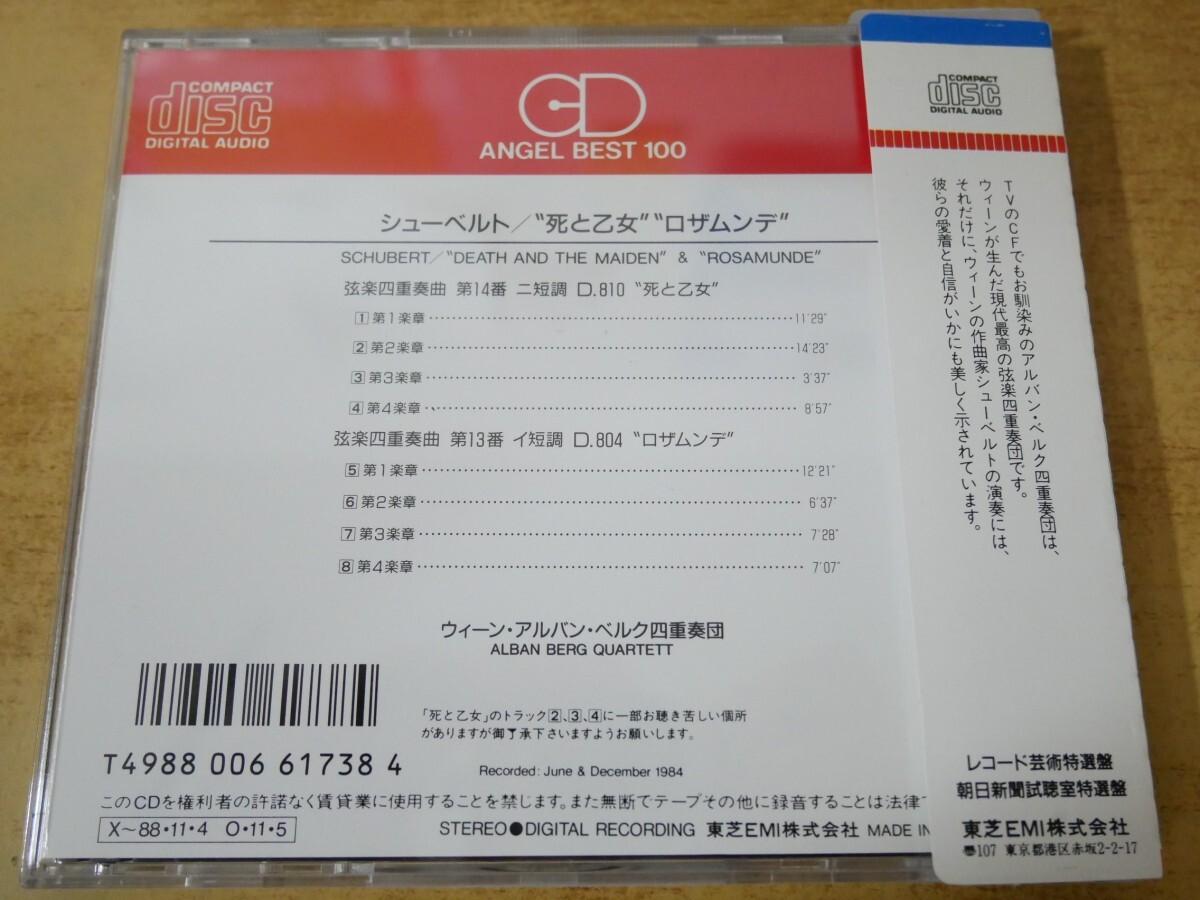 COMPACT
disc
DIGITAL AUDIO
CD
ANGEL BEST 100
シューベルト/“死と乙女”“ロザムンデ”
SCHUBERT/“DEATH AND THE MAIDEN” & “ROSAMUNDE”
弦楽四重奏曲 第14番 ニ短調 D.810 “死と乙女”
1 第1楽章 11'29"
2 第2楽章 14'23"
3 第3楽章 3'37"
4 第4楽章 8'57"
弦楽四重奏曲 第13番 イ短調 D.804 “ロザムンデ”
5 第1楽章 12'21"
6 第2楽章 6'37"
7 第3楽章 7'28"
8 第4楽章 7'07"
ウィーン・アルバン・ベルク四重奏団
ALBAN BERG QUARTETT
「死と乙女」のトラック2、3、4に一部お聴き苦しい個所
がありますが御了承下さいますようお願いします。
T4988 006 61738 4
Recorded: June & December 1984
このCDを権利者の許諾なく賃貸業に使用することを禁じます。また無断でテープその他に録音することは法律で
X~88・11・4 O・11・5
STEREO●DIGITAL RECORDING 東芝EMI株式会社 MADE IN
COMPACT
disc
DIGITAL AUDIO
TVのCFでもお馴染みのアルバン・ベルク四重奏団は、
ウィーンが生んだ現代最高の弦楽四重奏団です。
それだけに、ウィーンの作曲家シューベルトの演奏には、
彼らの愛着と自信がいかにも美しく示されています。
レコード芸術特選盤
朝日新聞試聴室特選盤
東芝EMI株式会社
〠107 東京都港区赤坂2-2-17